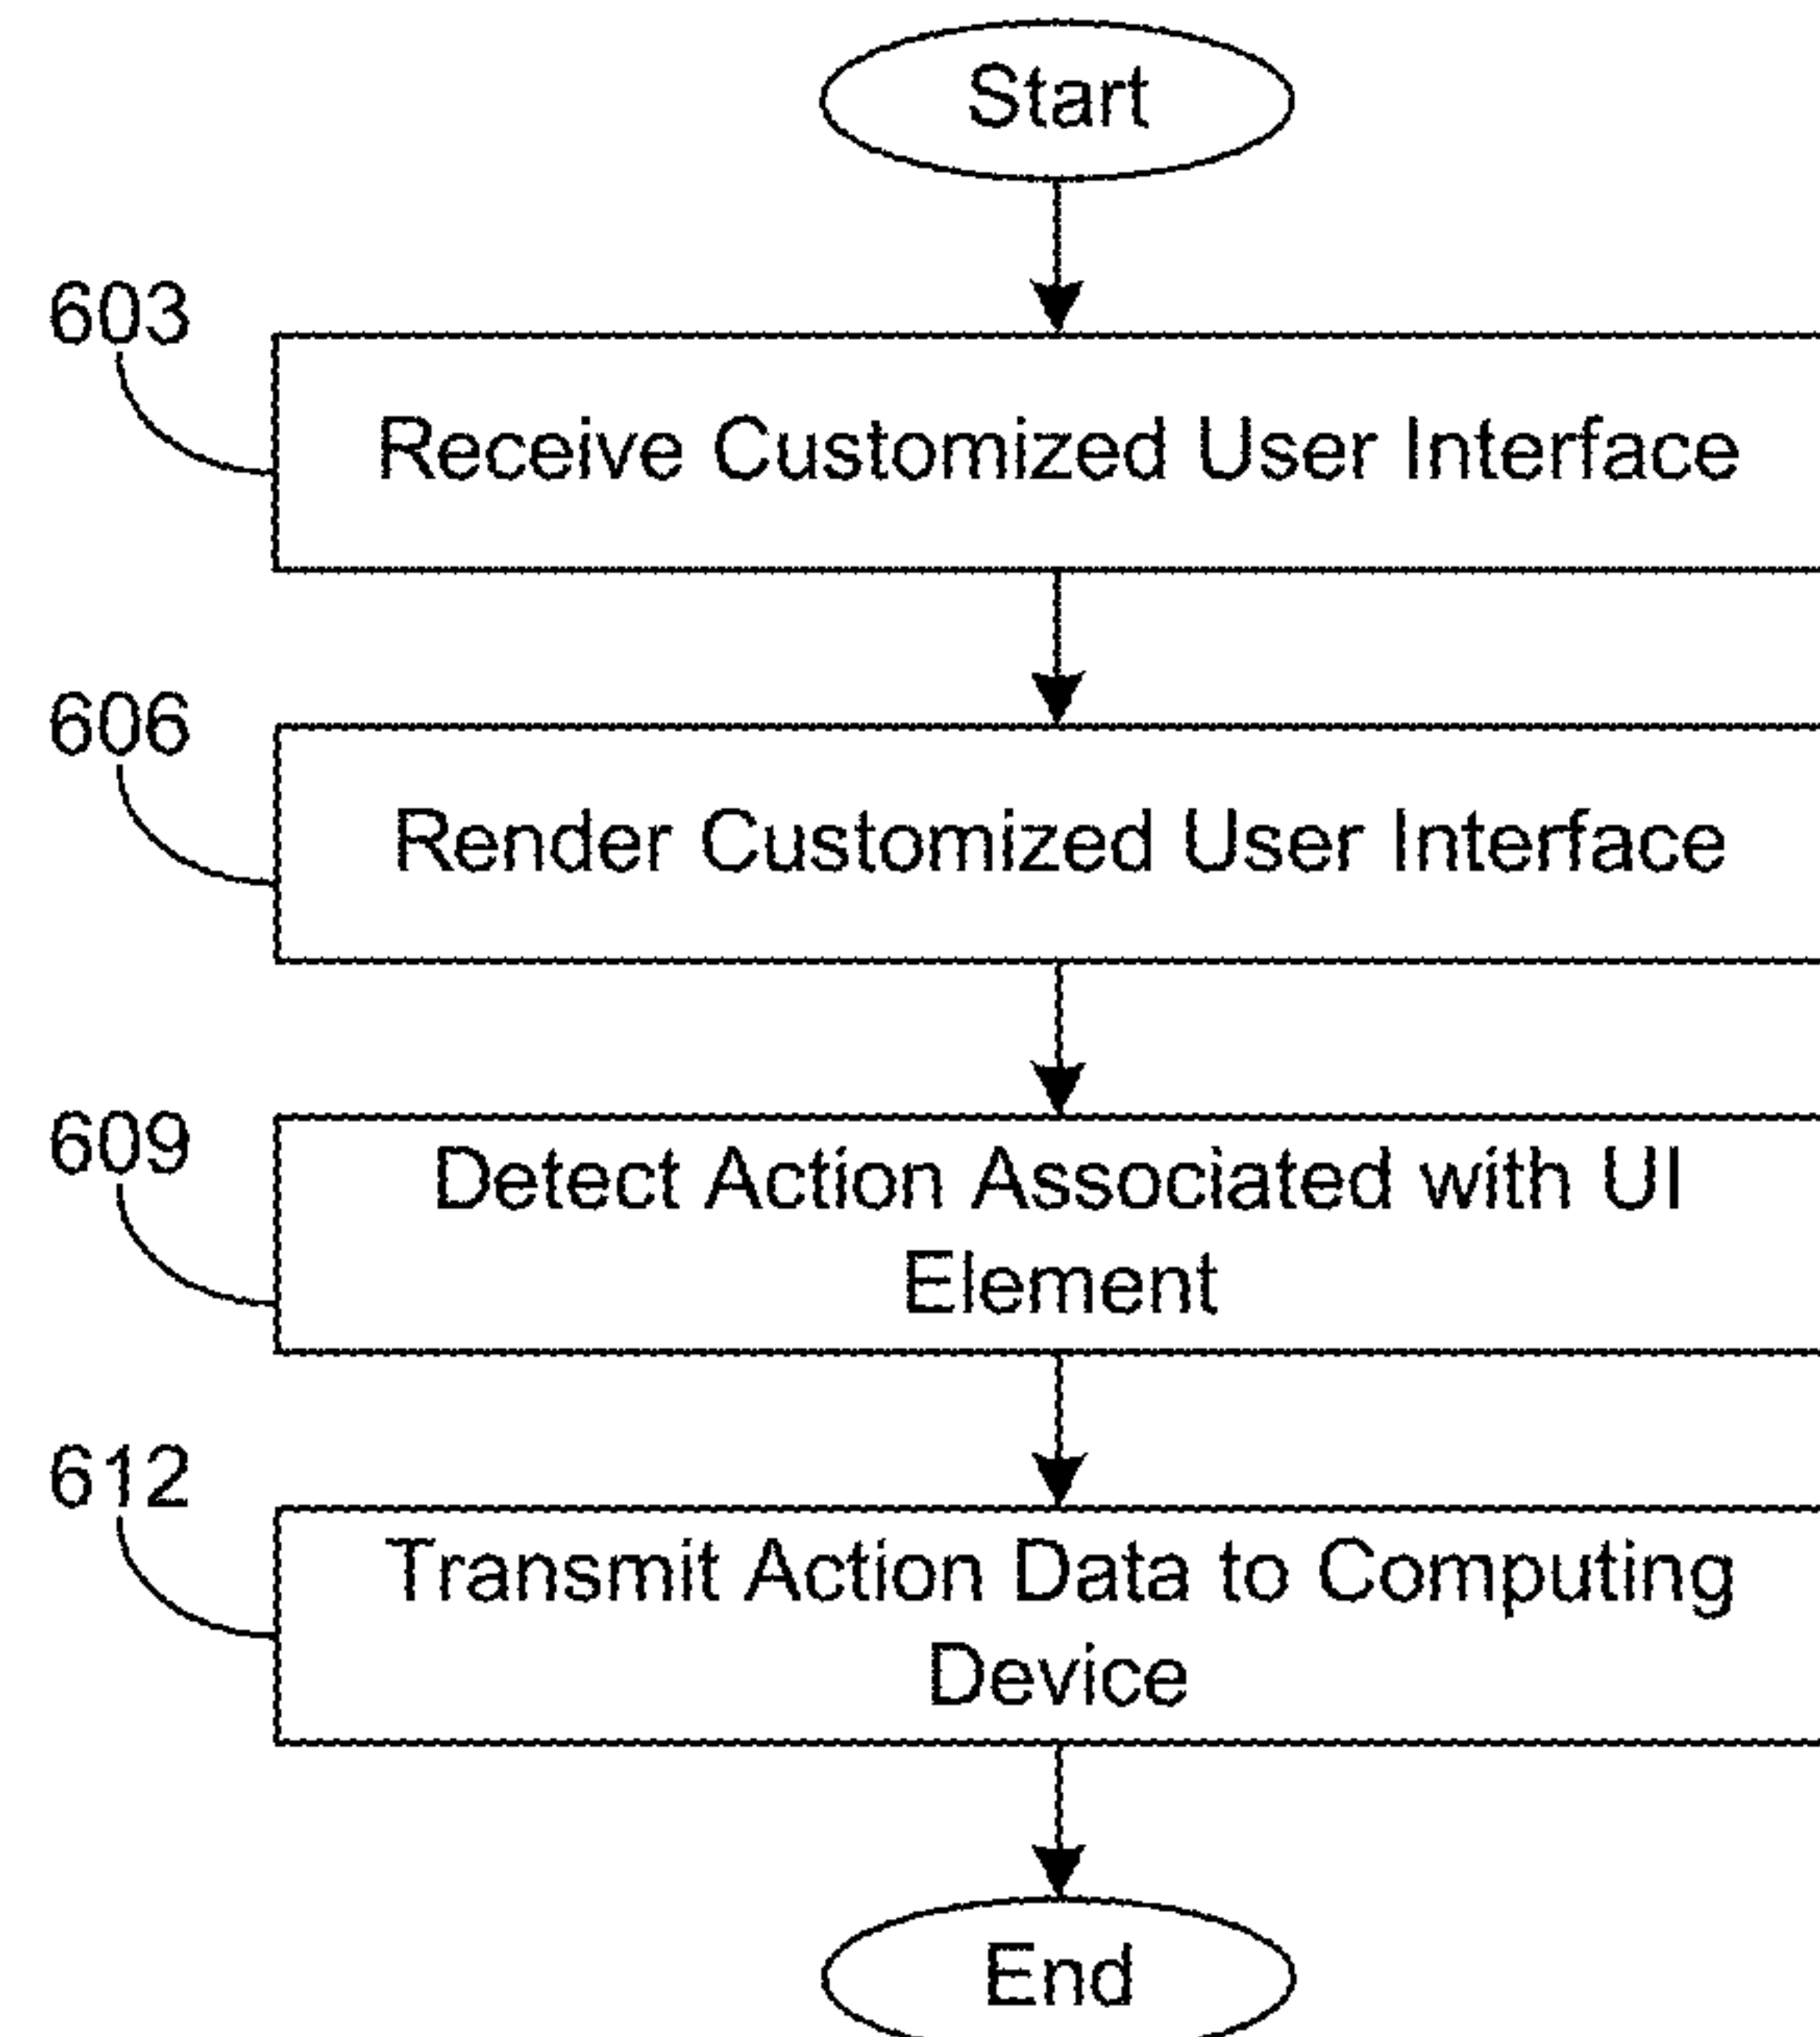 Start
603
Receive Customized User Interface
606
Render Customized User Interface
609
Detect Action Associated with UI
Element
612
Transmit Action Data to Computing
Device
End